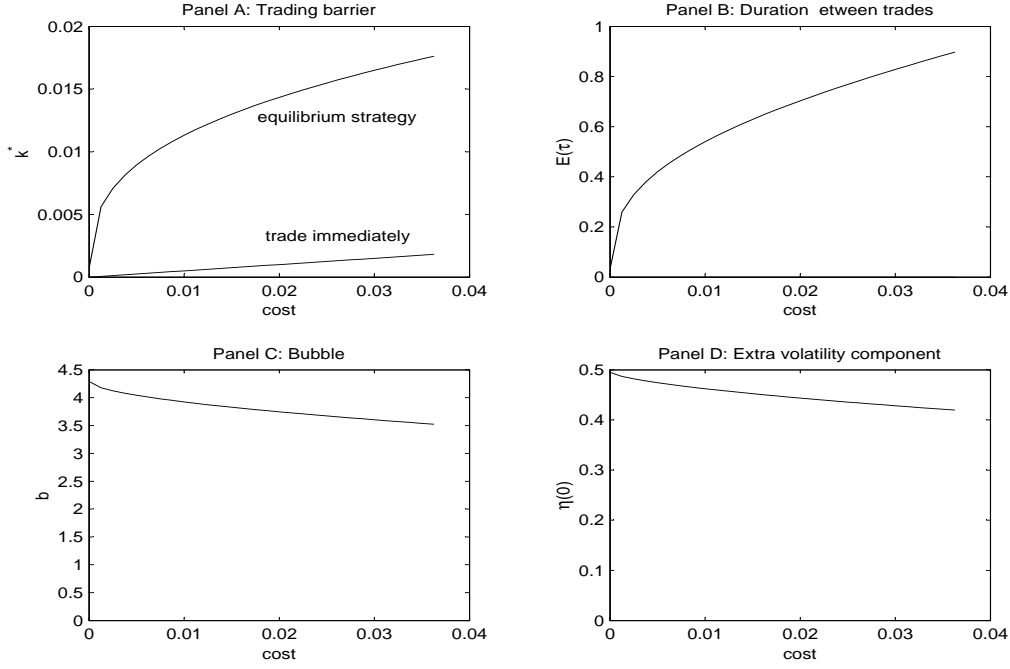 Panel A: Trading barrier
0.02
0.015
0.01
0.005
0
k*
equilibrium strategy
trade immediately
0 0.01 0.02 0.03 0.04
cost
Panel B: Duration etween trades
1
0.8
0.6
0.4
0.2
0
E(τ)
0 0.01 0.02 0.03 0.04
cost
Panel C: Bubble
4.5
4
3.5
3
2.5
2
1.5
1
0.5
0
b
0 0.01 0.02 0.03 0.04
cost
Panel D: Extra volatility component
0.5
0.4
0.3
0.2
0.1
0
η(0)
0 0.01 0.02 0.03 0.04
cost